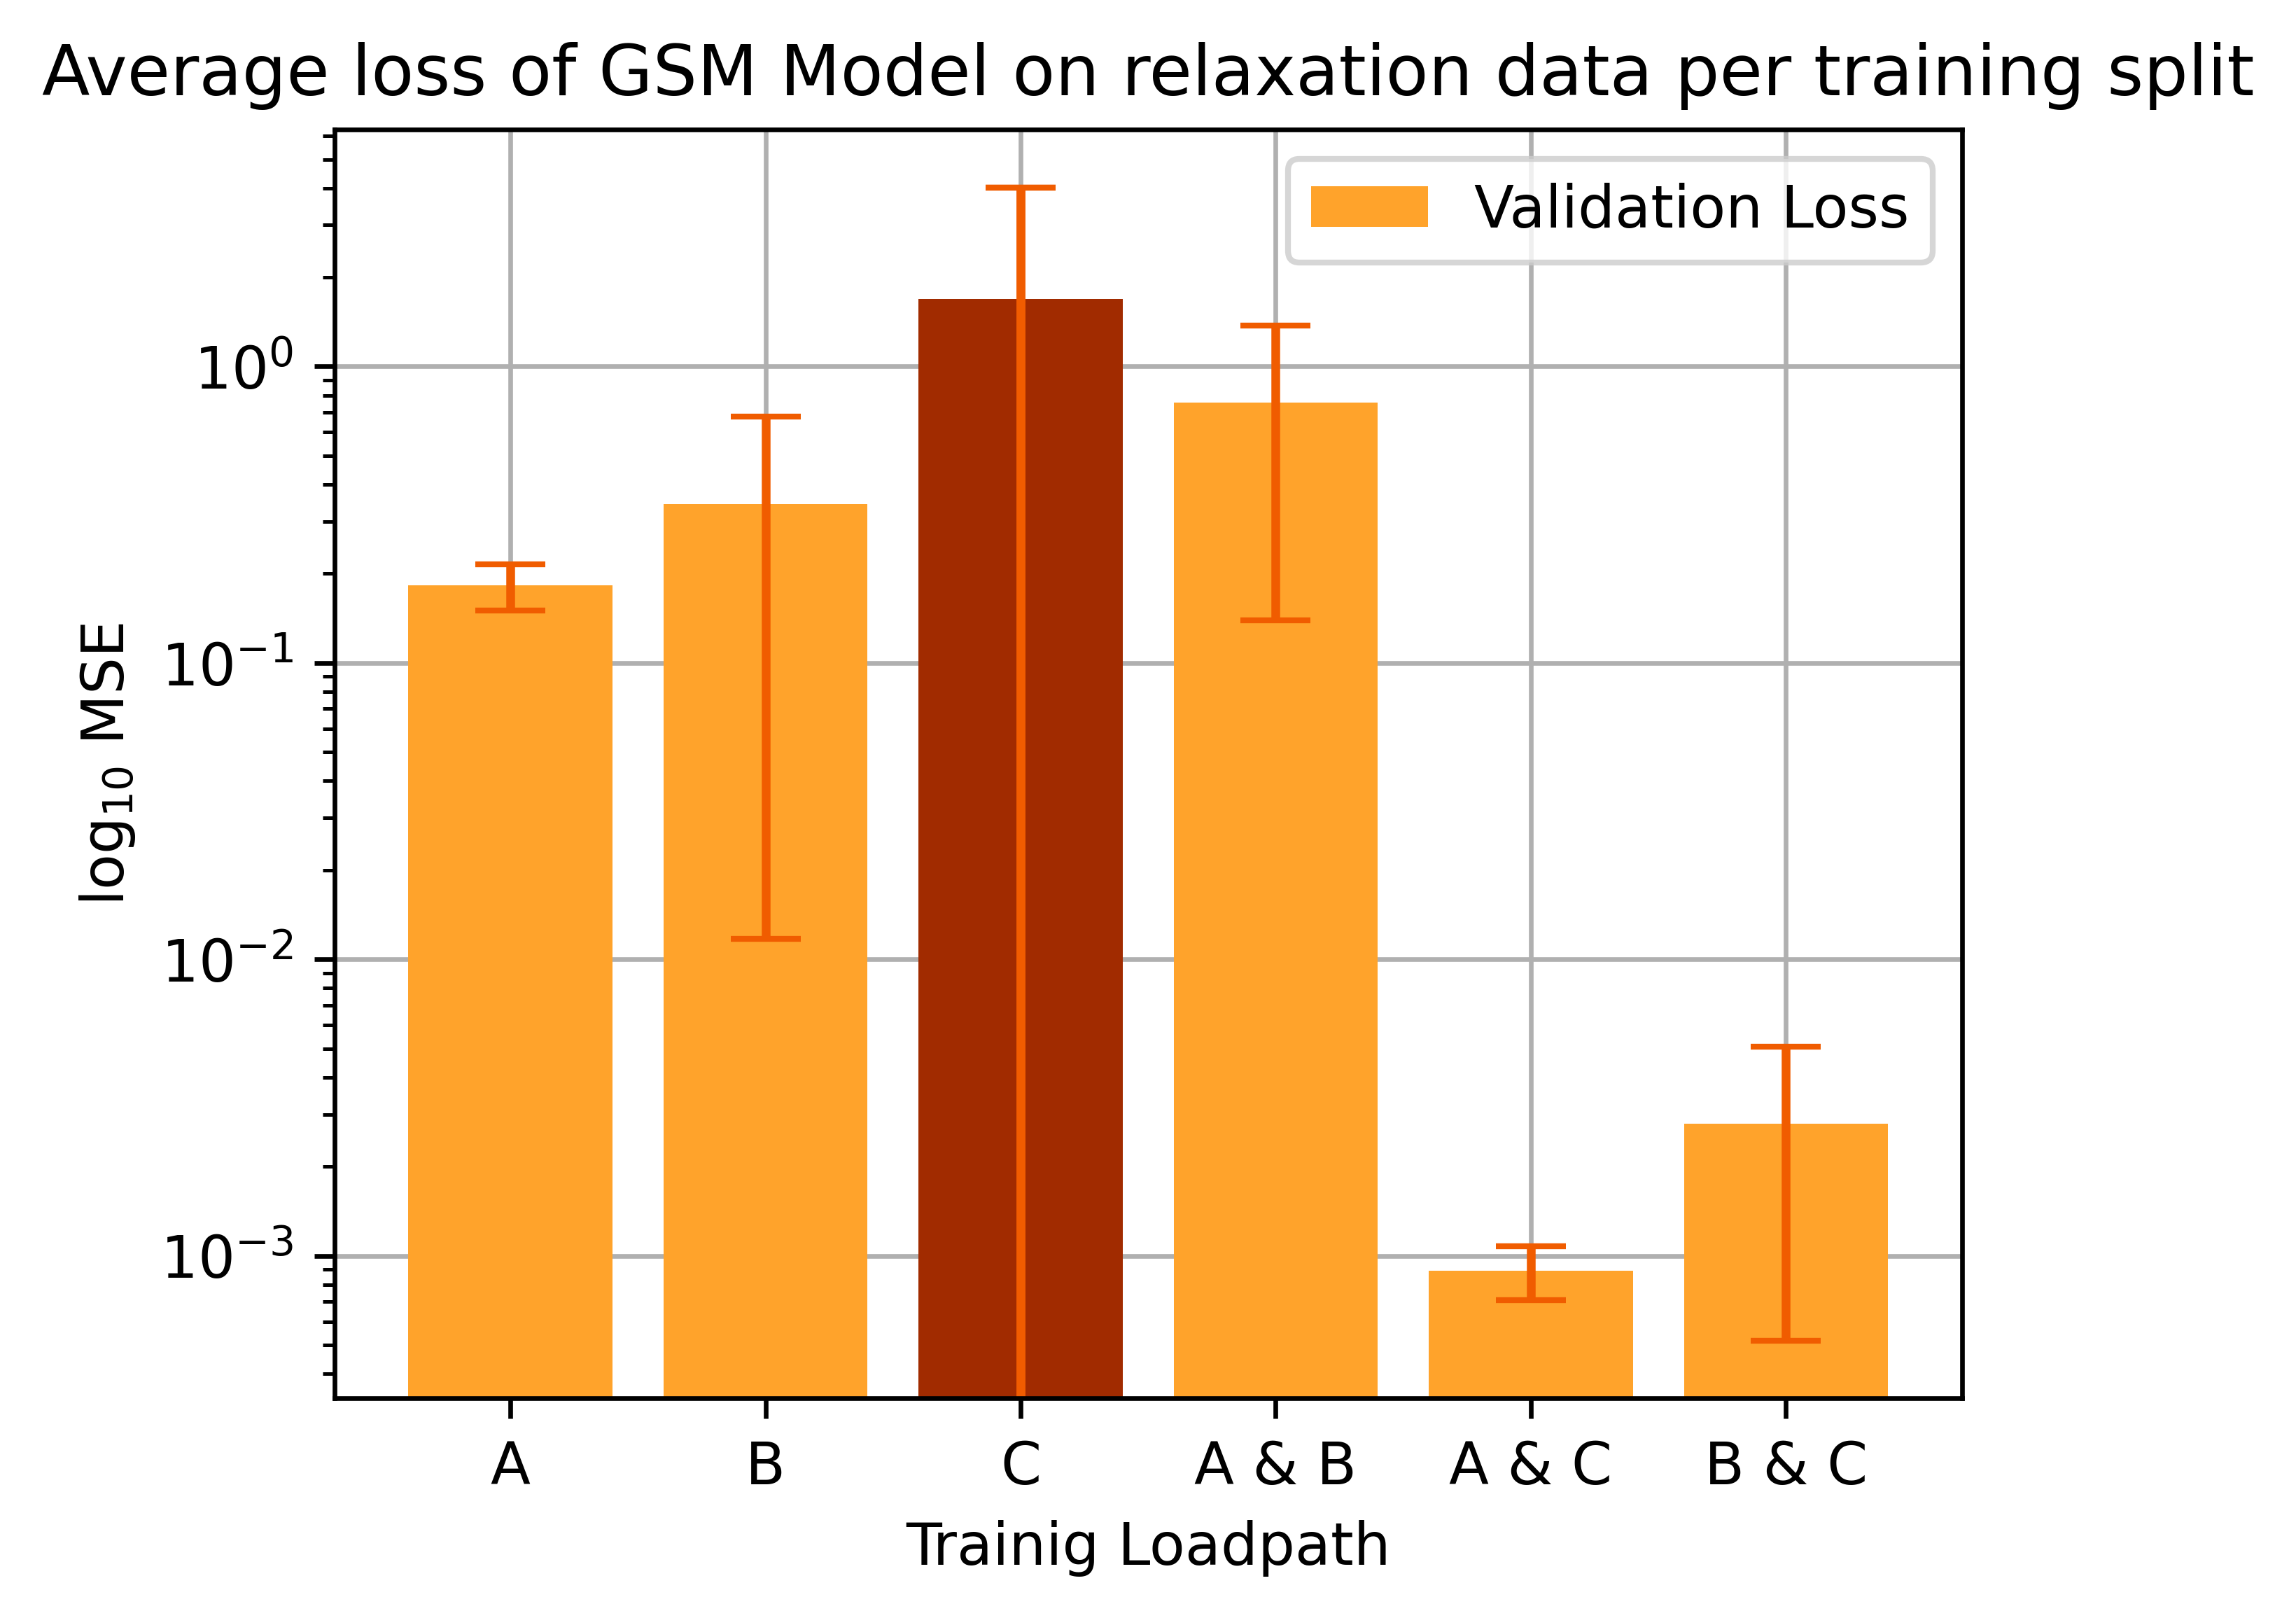 Average loss of GSM Model on relaxation data per training split
Validation Loss
log₁₀ MSE
10⁰
10⁻¹
10⁻²
10⁻³
A B C A & B A & C B & C
Trainig Loadpath